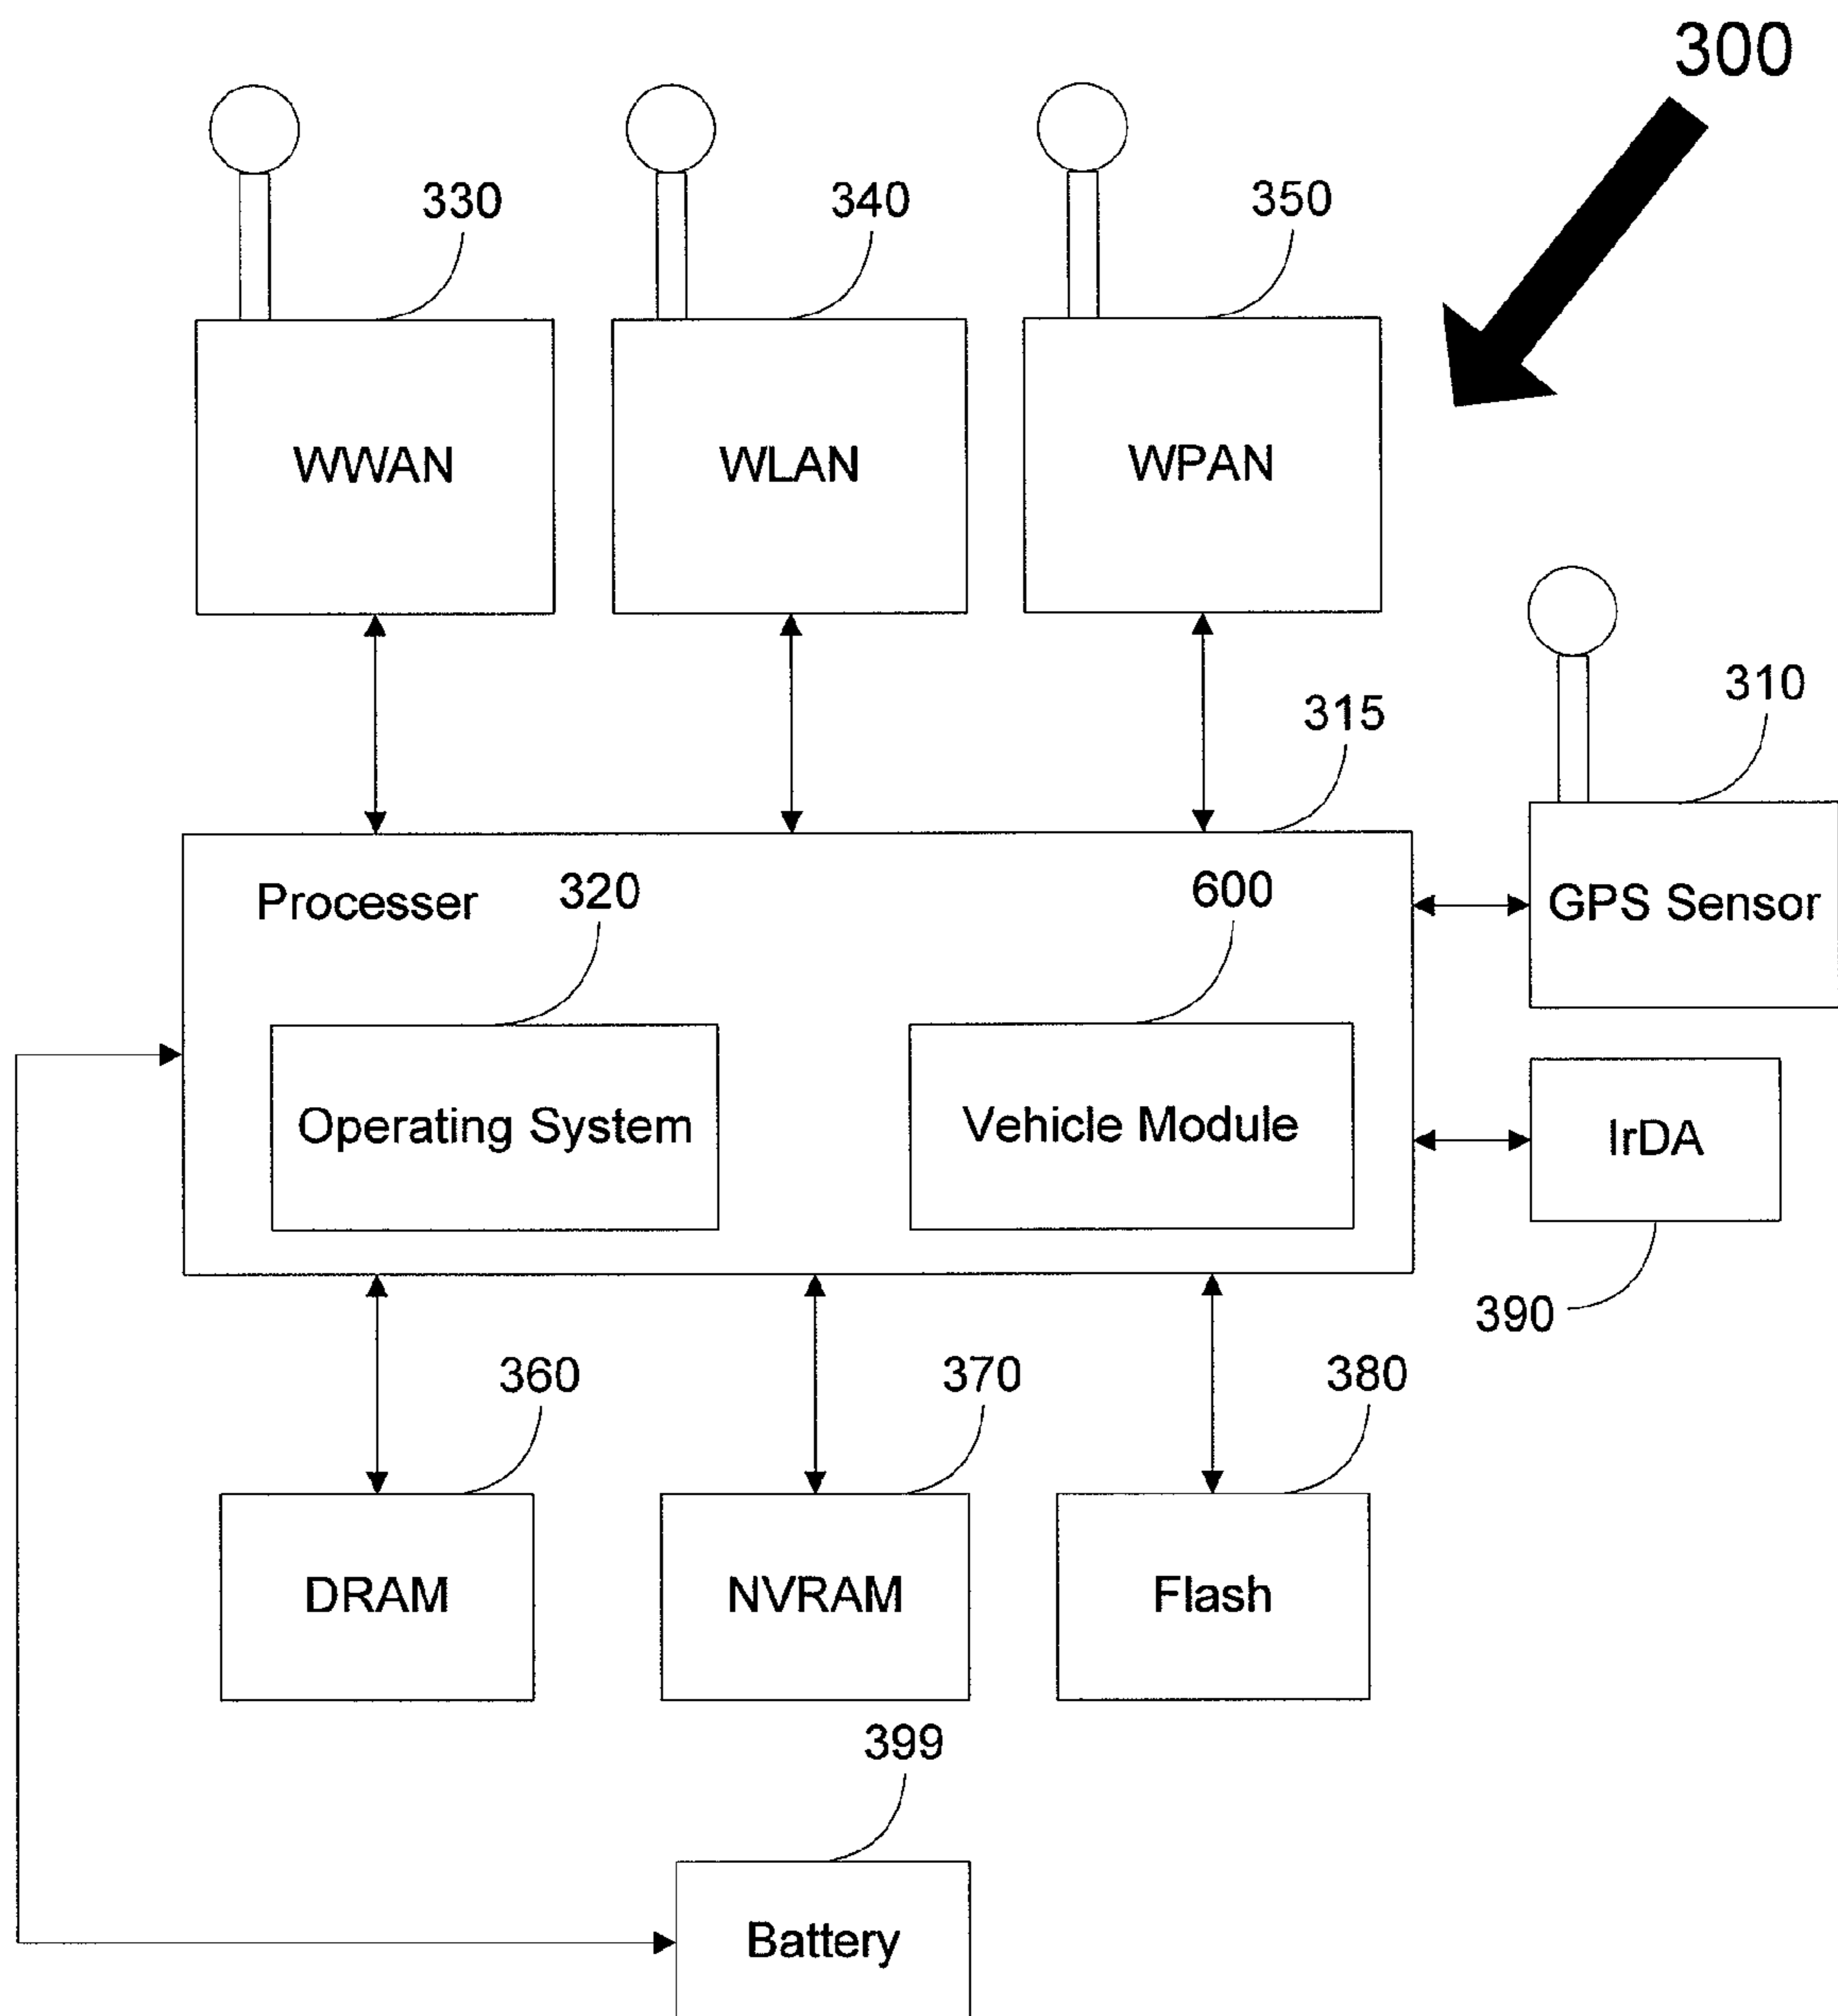 300
330
340
350
WWAN
WLAN
WPAN
310
315
Processer
320
600
GPS Sensor
Operating System
Vehicle Module
IrDA
390
360
370
380
DRAM
NVRAM
Flash
399
Battery